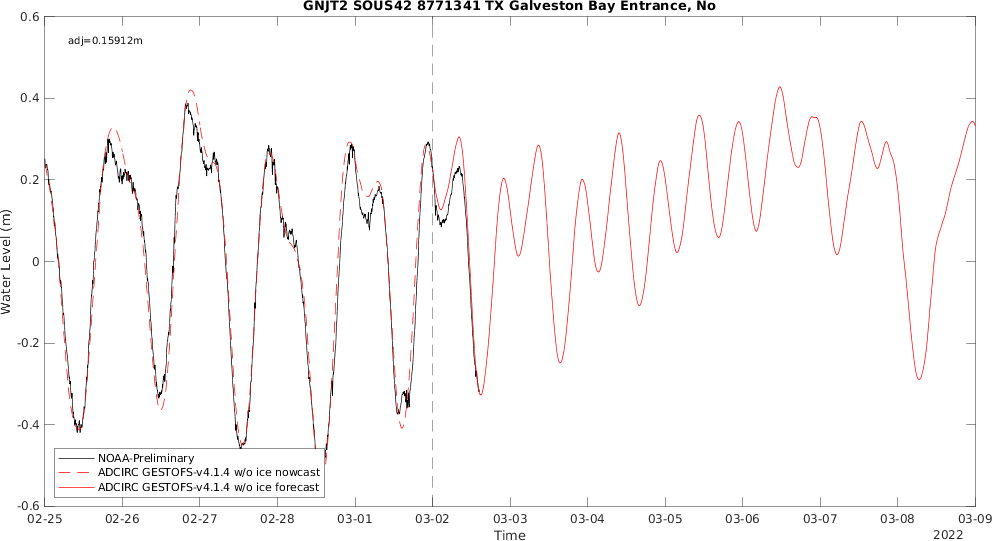 GNJT2 SOUS42 8771341 TX Galveston Bay Entrance, No
adj=0.15912m
Water Level (m)
0.6
0.4
0.2
0
-0.2
-0.4
-0.6
NOAA-Preliminary
ADCIRC GESTOFS-v4.1.4 w/o ice nowcast
ADCIRC GESTOFS-v4.1.4 w/o ice forecast
02-25 02-26 02-27 02-28 03-01 03-02 03-03 03-04 03-05 03-06 03-07 03-08 03-09
Time
2022